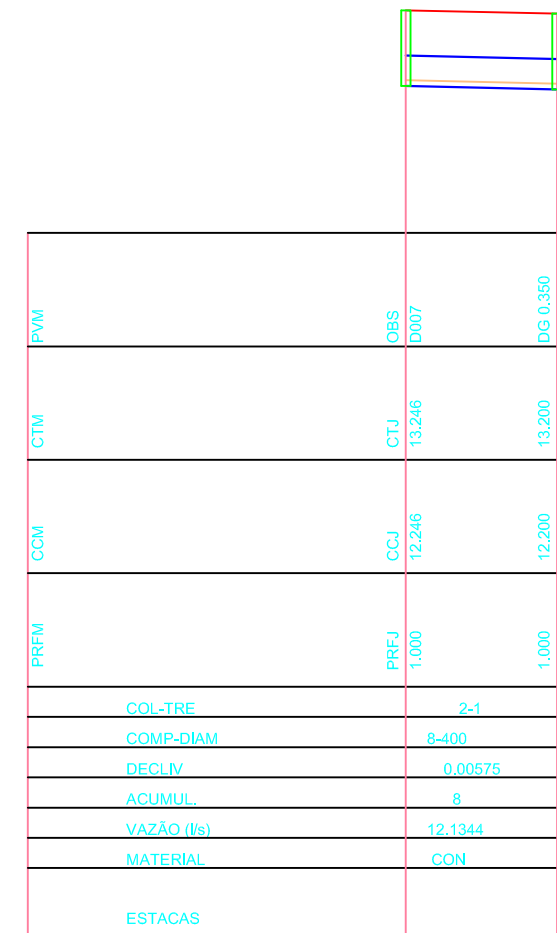 PVM OBS D007 DG 0.350
CTM CTJ 13.246 13.200
CCM CCJ 12.246 12.200
PRFM PRFJ 1.000 1.000
COL-TRE 2-1
COMP-DIAM 8-400
DECLIV 0.00575
ACUMUL. 8
VAZÃO (l/s) 12.1344
MATERIAL CON
ESTACAS